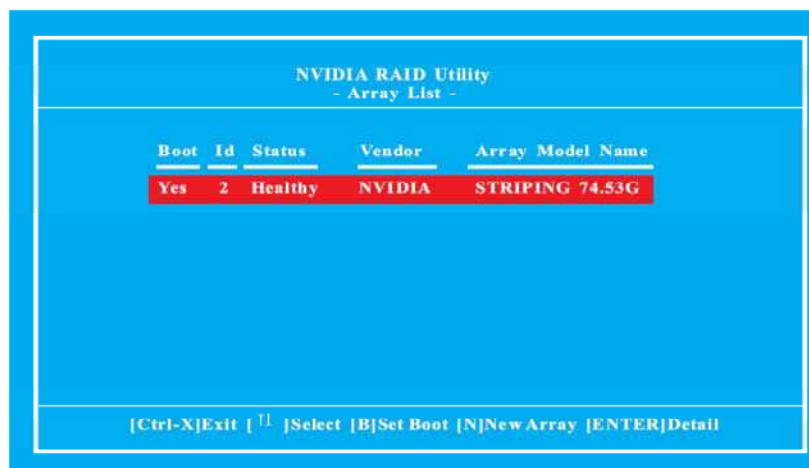 NVIDIA RAID Utility
- Array List -
Boot Id Status Vendor Array Model Name
Yes 2 Healthy NVIDIA STRIPING 74.53G
[Ctrl-X]Exit [↑↓]Select [B]Set Boot [N]New Array [ENTER]Detail